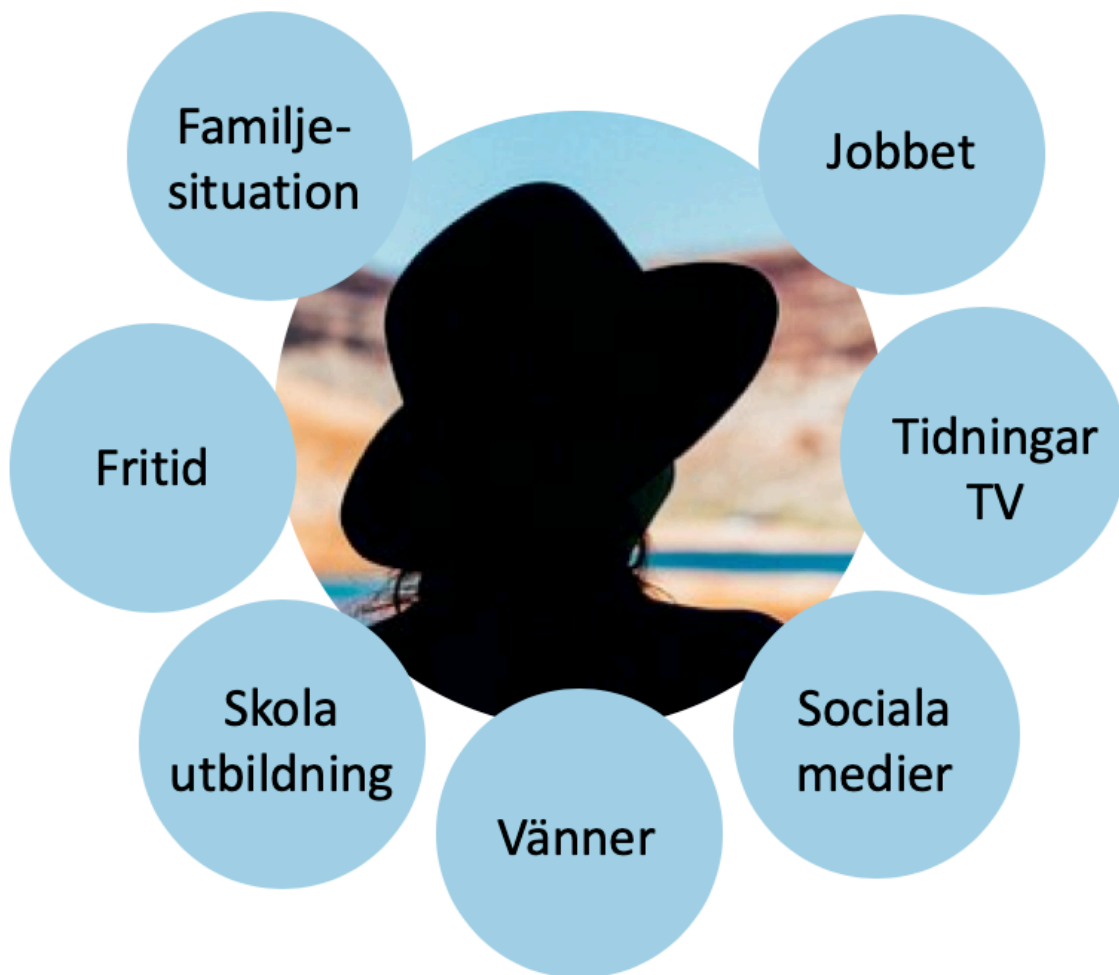 Familje-
situation
Jobbet
Fritid
Tidningar
TV
Skola
utbildning
Sociala
medier
Vänner